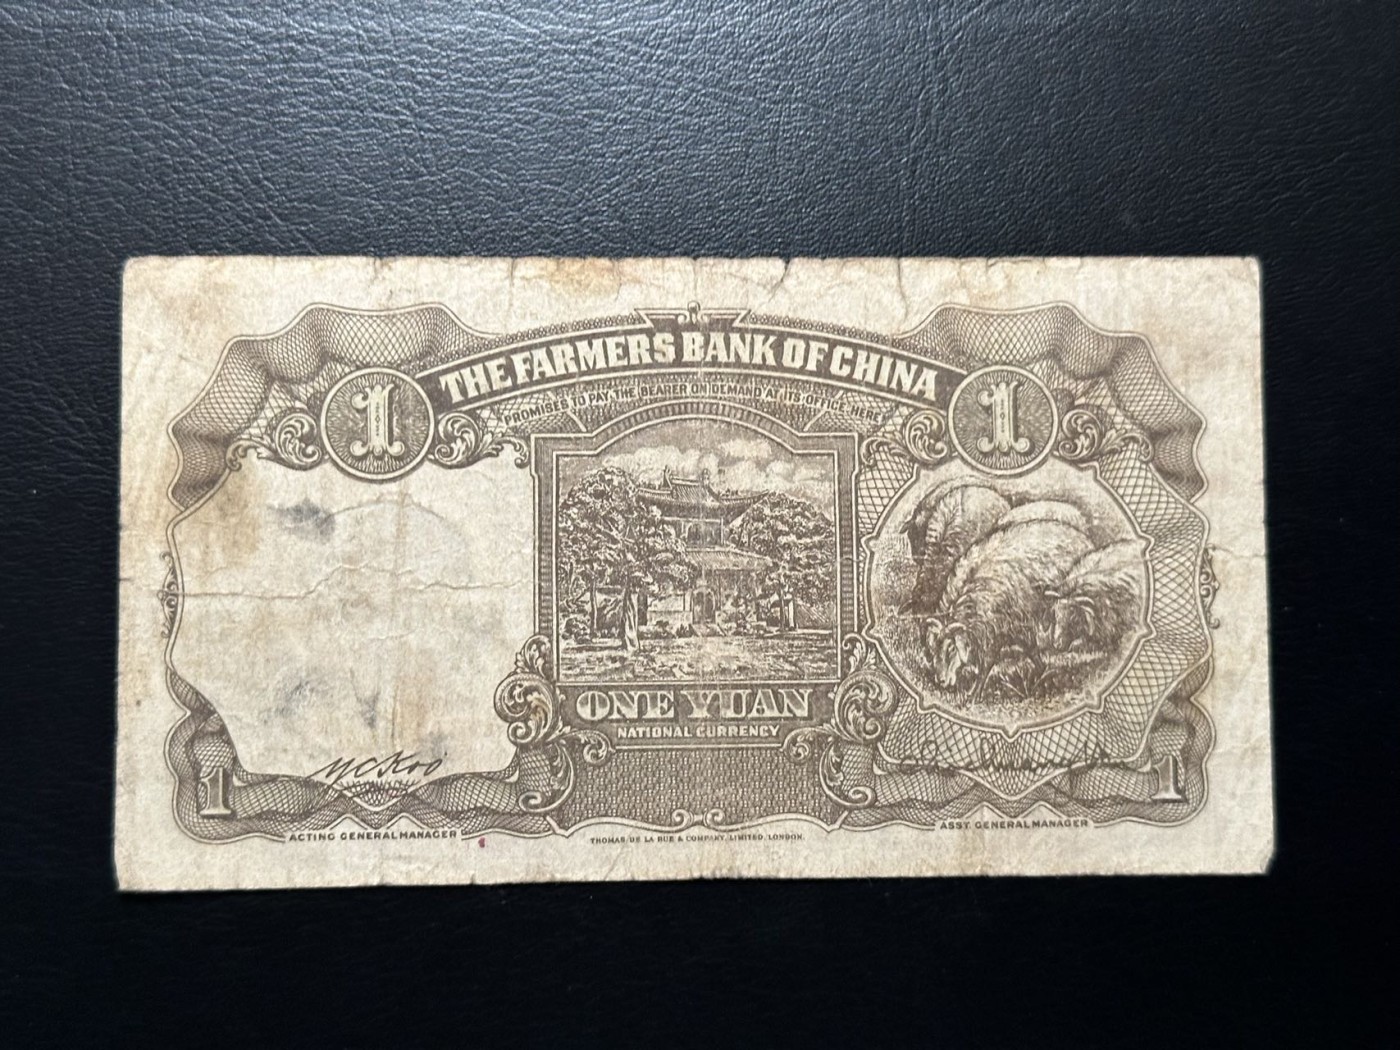 THE FARMERS BANK OF CHINA
PROMISES TO PAY THE BEARER ON DEMAND AT ITS OFFICE HERE
1 1
ONE YUAN
NATIONAL CURRENCY
Y C Koo
1 1
ACTING GENERAL MANAGER
ASST. GENERAL MANAGER
THOMAS DE LA RUE & COMPANY, LIMITED, LONDON.